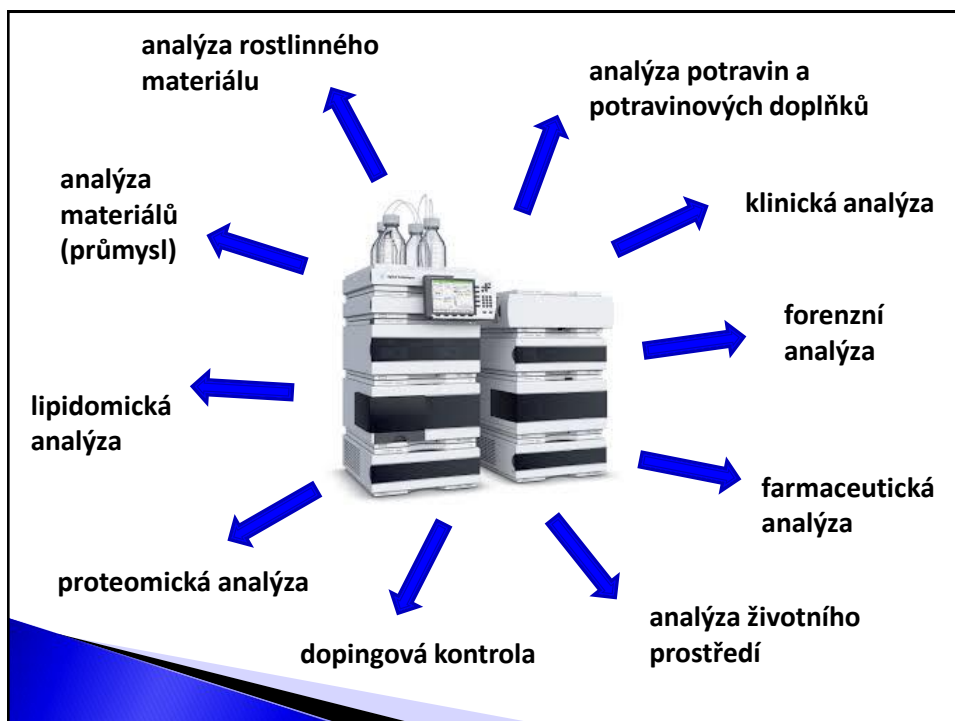 analýza rostlinného
materiálu
analýza potravin a
potravinových doplňků
analýza
materiálů
(průmysl)
klinická analýza
forenzní
analýza
lipidomická
analýza
farmaceutická
analýza
proteomická analýza
analýza životního
prostředí
dopingová kontrola